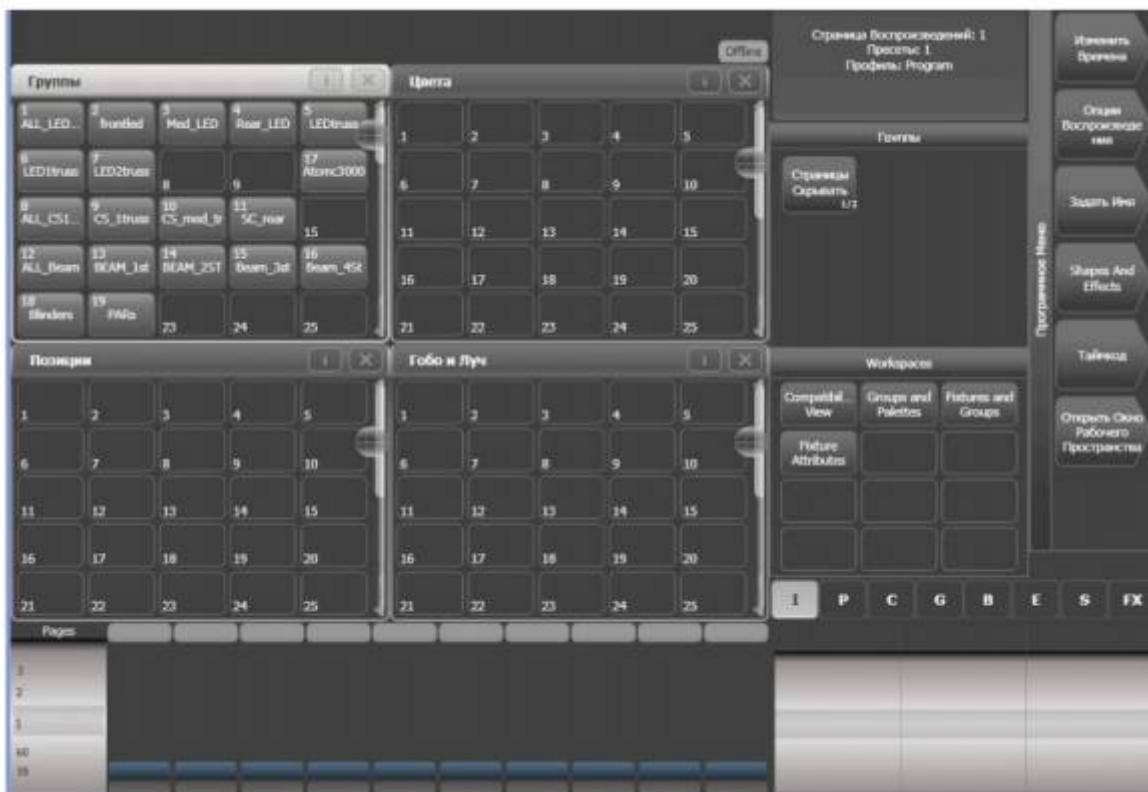 Страница Воспроизведений: 1
Пресеты: 1
Профиль: Program
Offline
Группы
1 ALL_LED...
2 frontled
3 Med_LED
4 Rear_LED
5 LEDtruss
6 LED1truss
7 LED2truss
8
9
17 Atomc3000
8 ALL_CS1...
9 CS_1truss
10 CS_med_tr
11 SC_rear
15
12 ALL_Beam
13 BEAM_1st
14 BEAM_2ST
15 Beam_3st
16 Beam_4St
18 Blinders
19 PARs
23
24
25
Цвета
1 2 3 4 5
6 7 8 9 10
11 12 13 14 15
16 17 18 19 20
21 22 23 24 25
Позиции
1 2 3 4 5
6 7 8 9 10
11 12 13 14 15
16 17 18 19 20
21 22 23 24 25
Гобо и Луч
1 2 3 4 5
6 7 8 9 10
11 12 13 14 15
16 17 18 19 20
21 22 23 24 25
Группы
Страницы
Скрывать
Workspaces
Compatibil...
View
Groups and
Palettes
Fixtures and
Groups
Fixture
Attributes
Программное Меню
Изменить
Времена
Опции
Воспроизведе
ния
Задать Имя
Shapes And
Effects
Таймкод
Открыть Окно
Рабочего
Пространства
I P C G B E S FX
Pages
3
2
1
60
59